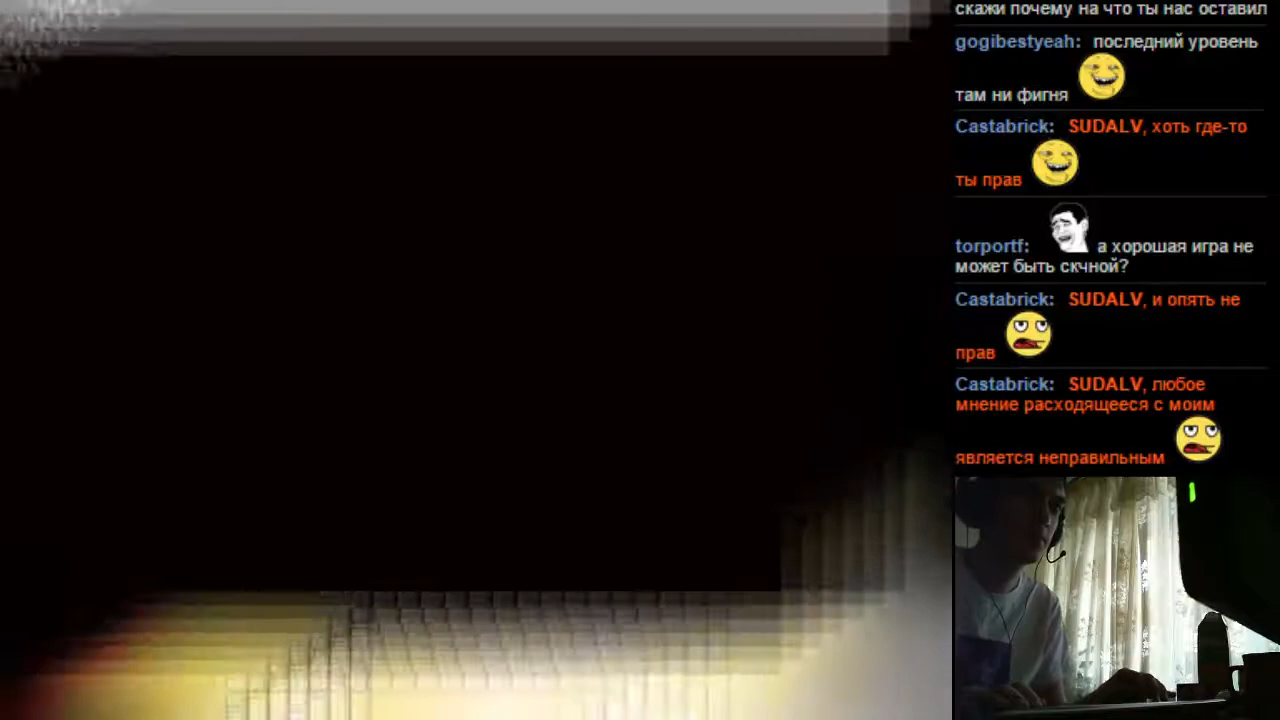 скажи почему на что ты нас оставил
gogibestyeah: последний уровень
там ни фигня
Castabrick: SUDALV, хоть где-то
ты прав
torportf: а хорошая игра не
может быть скчной?
Castabrick: SUDALV, и опять не
прав
Castabrick: SUDALV, любое
мнение расходящееся с моим
является неправильным